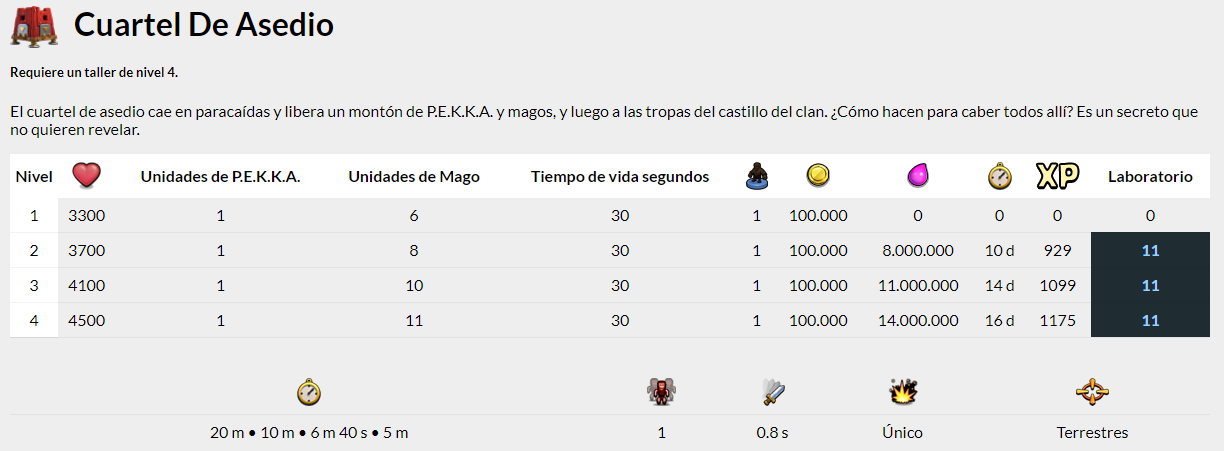 Cuartel De Asedio
Requiere un taller de nivel 4.
El cuartel de asedio cae en paracaídas y libera un montón de P.E.K.K.A. y magos, y luego a las tropas del castillo del clan. ¿Cómo hacen para caber todos allí? Es un secreto que
no quieren revelar.
Nivel Unidades de P.E.K.K.A. Unidades de Mago Tiempo de vida segundos XP Laboratorio
1 3300 1 6 30 1 100.000 0 0 0 0
2 3700 1 8 30 1 100.000 8.000.000 10 d 929 11
3 4100 1 10 30 1 100.000 11.000.000 14 d 1099 11
4 4500 1 11 30 1 100.000 14.000.000 16 d 1175 11
20 m • 10 m • 6 m 40 s • 5 m 1 0.8 s Único Terrestres